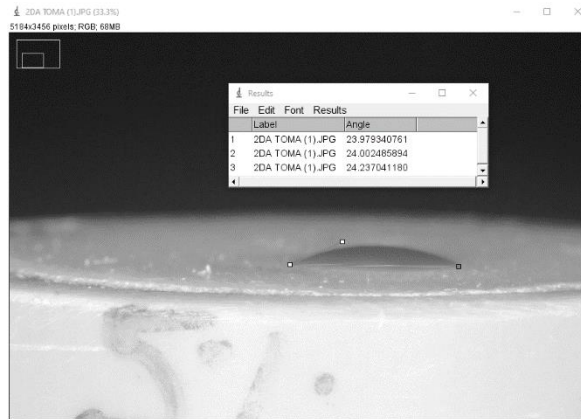 2DA TOMA (1).JPG (33.3%)
5184x3456 pixels; RGB; 68MB
Results
File Edit Font Results
Label Angle
1 2DA TOMA (1).JPG 23.979340761
2 2DA TOMA (1).JPG 24.002485894
3 2DA TOMA (1).JPG 24.237041180